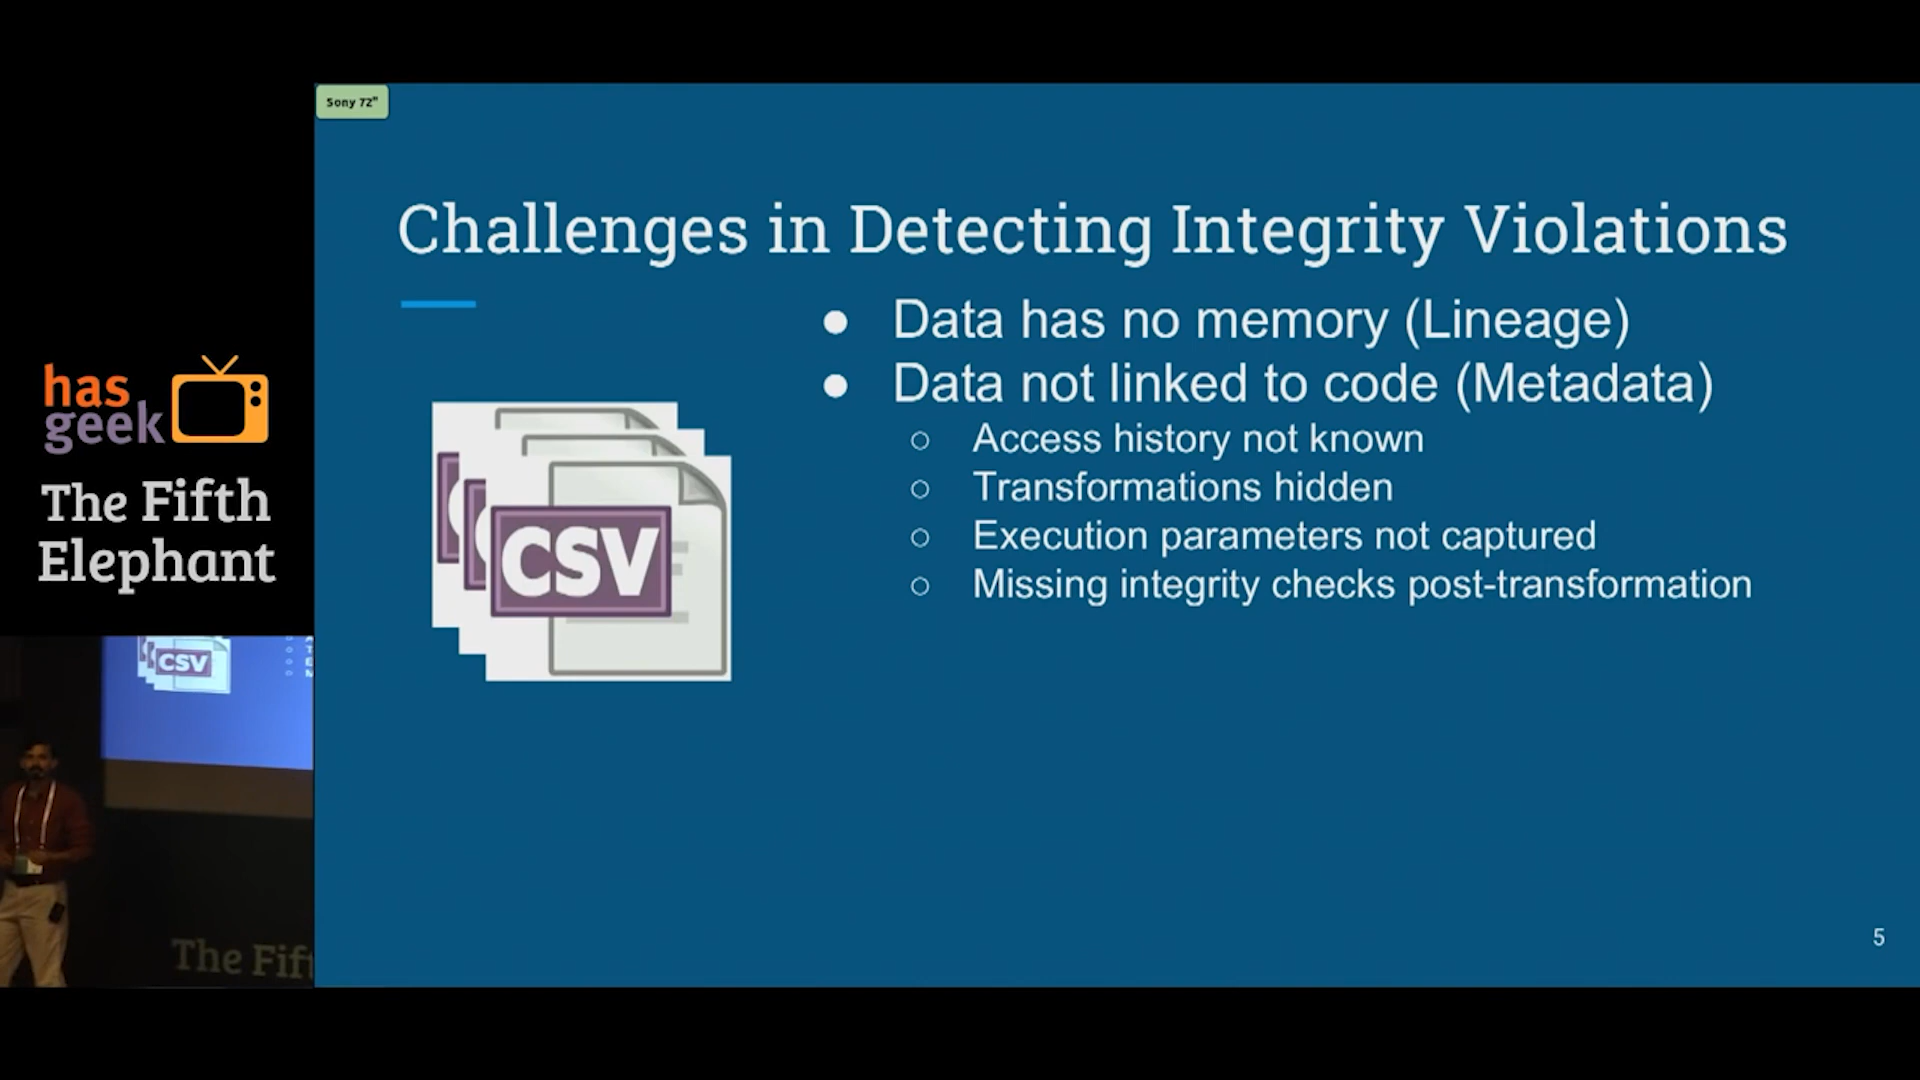 Sony 72"
Challenges in Detecting Integrity Violations
● Data has no memory (Lineage)
● Data not linked to code (Metadata)
○ Access history not known
○ Transformations hidden
○ Execution parameters not captured
○ Missing integrity checks post-transformation
CSV
5
has
geek
The Fifth
Elephant
CSV
The Fift